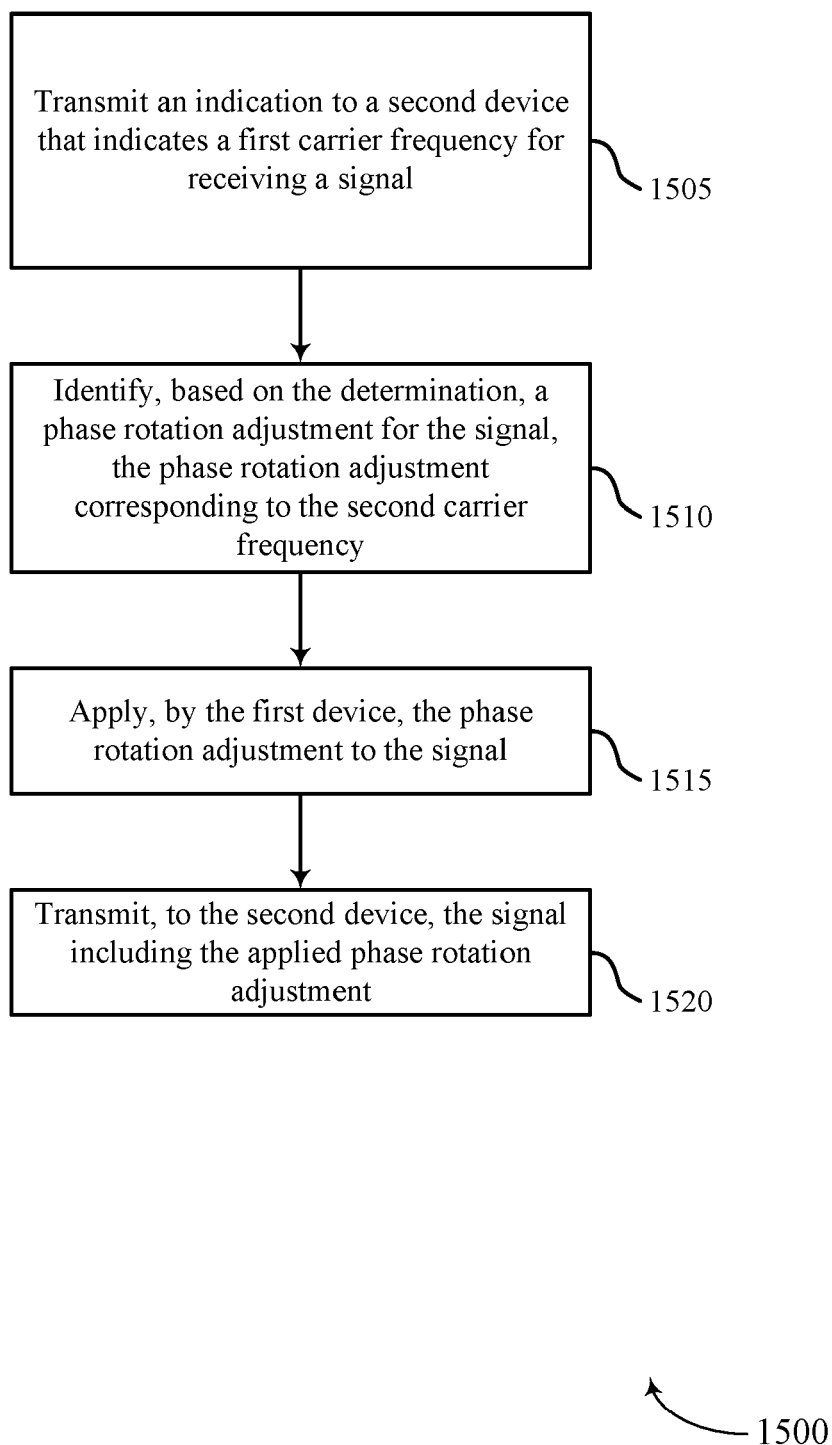 Transmit an indication to a second device
that indicates a first carrier frequency for
receiving a signal
1505
Identify, based on the determination, a
phase rotation adjustment for the signal,
the phase rotation adjustment
corresponding to the second carrier
frequency
1510
Apply, by the first device, the phase
rotation adjustment to the signal
1515
Transmit, to the second device, the signal
including the applied phase rotation
adjustment
1520
1500